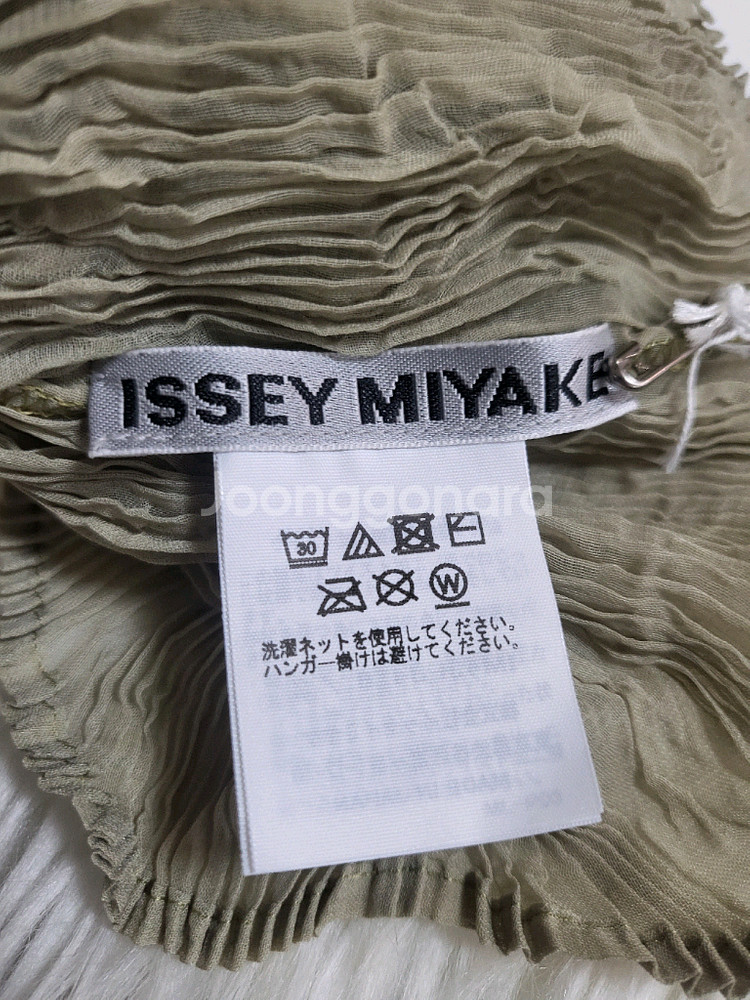 ISSEY MIYAKE
Joonggonara
30
W
洗濯ネットを使用してください。
ハンガー掛けは避けてください。